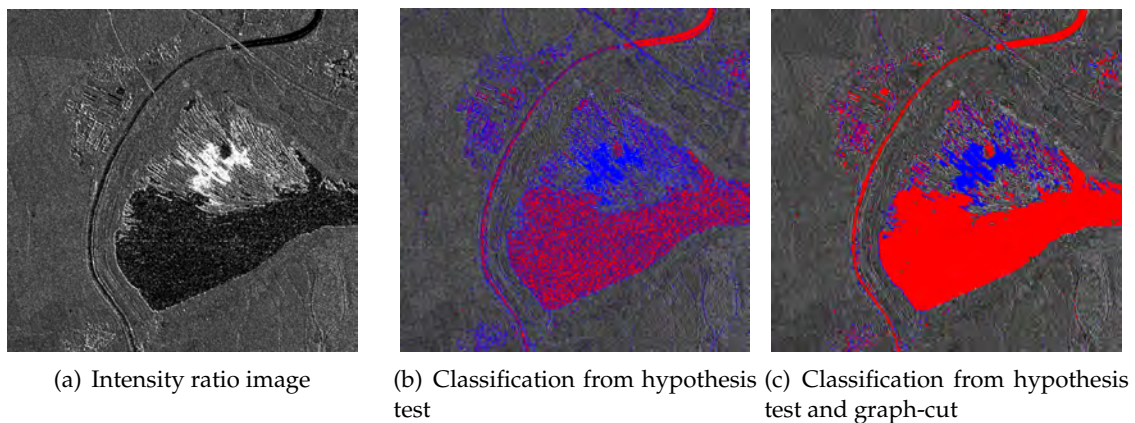 (a) Intensity ratio image
(b) Classification from hypothesis
test
(c) Classification from hypothesis
test and graph-cut